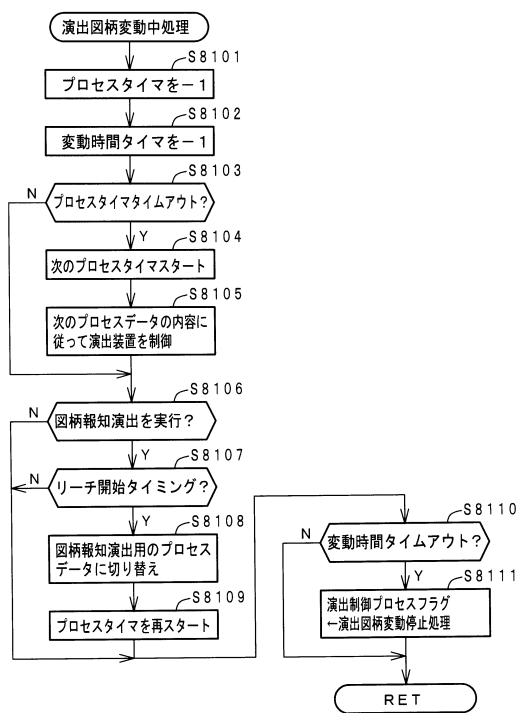 演出図柄変動中処理
S8101
プロセスタイマを－1
S8102
変動時間タイマを－1
S8103
N
プロセスタイマタイムアウト？
Y
S8104
次のプロセスタイマスタート
S8105
次のプロセスデータの内容に
従って演出装置を制御
S8106
N
図柄報知演出を実行？
Y
S8107
N
リーチ開始タイミング？
Y
S8108
図柄報知演出用のプロセス
データに切り替え
S8109
プロセスタイマを再スタート
S8110
N
変動時間タイムアウト？
Y
S8111
演出制御プロセスフラグ
←演出図柄変動停止処理
RET